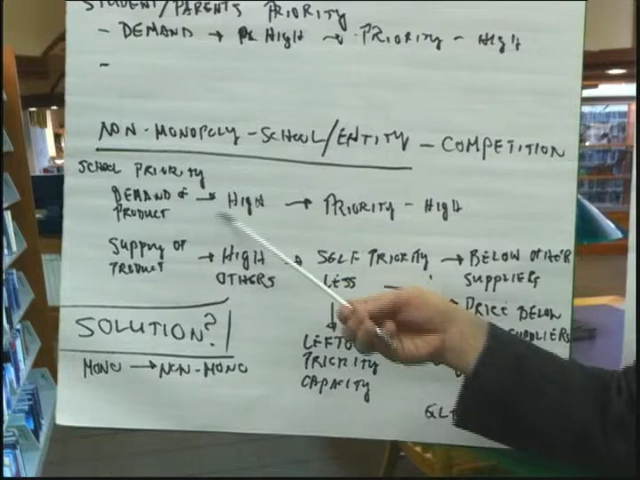 STUDENT/PARENTS PRIORITY
- DEMAND → HIGH → PRIORITY - HIGH
-
NON-MONOPOLY-SCHOOL/ENTITY - COMPETITION
SCHOOL PRIORITY
DEMAND OF PRODUCT → HIGH → PRIORITY - HIGH
SUPPLY OF PRODUCT → HIGH OTHERS → SELF PRIORITY LESS → BELOW OTHER SUPPLIERS
→ PRICE BELOW SUPPLIERS
PRIORITY
CAPACITY
SOLUTION?
MONO → NON-MONO